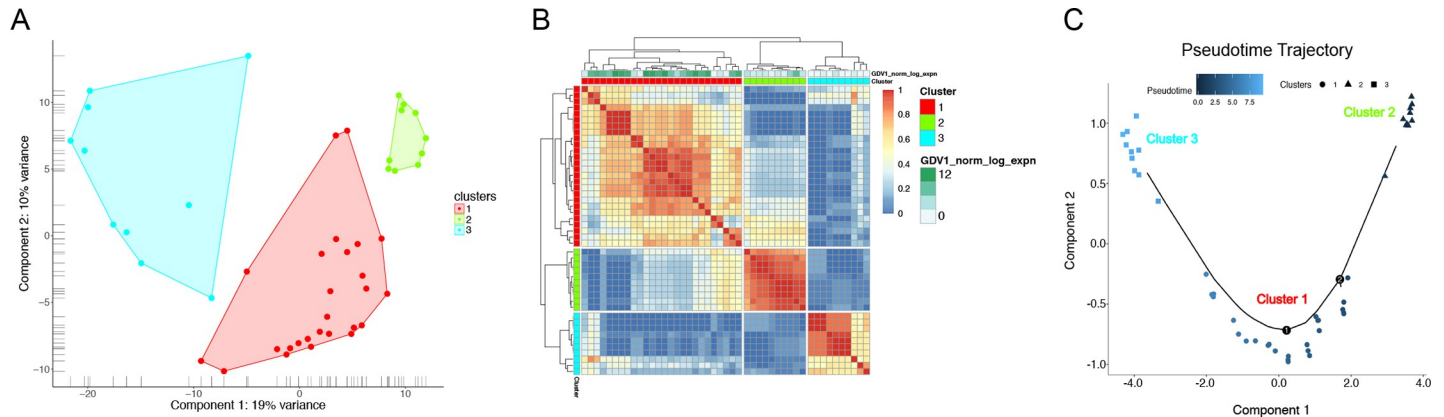 A
Component 2: 10% variance
10
5
0
−5
−10
−20
−10
0
10
Component 1: 19% variance
clusters
1
2
3
B
GDV1_norm_log_expn
Cluster
Cluster
1
0.8
0.6
0.4
0.2
0
Cluster
1
2
3
GDV1_norm_log_expn
12
0
C
Pseudotime Trajectory
Pseudotime
0.0 2.5 5.0 7.5
Clusters 1 2 3
Component 2
1.0
0.5
0.0
-0.5
-1.0
Cluster 3
Cluster 2
Cluster 1
1
2
-4.0 -2.0 0.0 2.0 4.0
Component 1